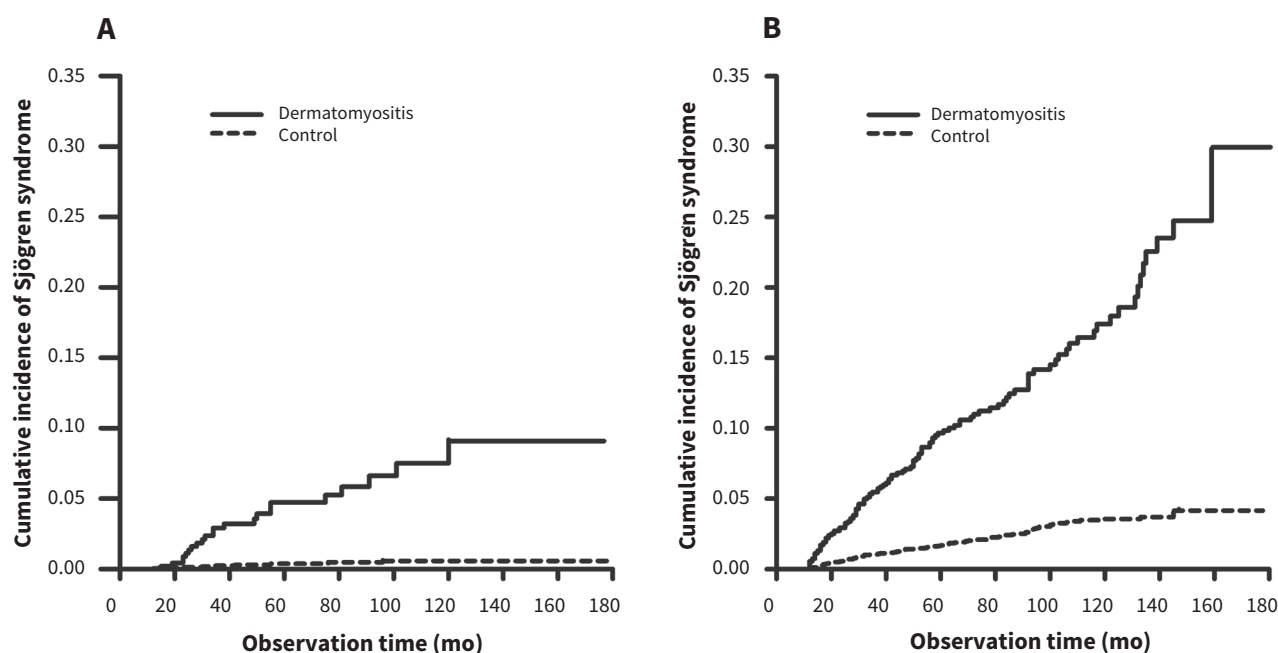 A
Cumulative incidence of Sjögren syndrome
0.35
0.30
0.25
0.20
0.15
0.10
0.05
0.00
Dermatomyositis
Control
0 20 40 60 80 100 120 140 160 180
Observation time (mo)
B
Cumulative incidence of Sjögren syndrome
0.35
0.30
0.25
0.20
0.15
0.10
0.05
0.00
Dermatomyositis
Control
0 20 40 60 80 100 120 140 160 180
Observation time (mo)